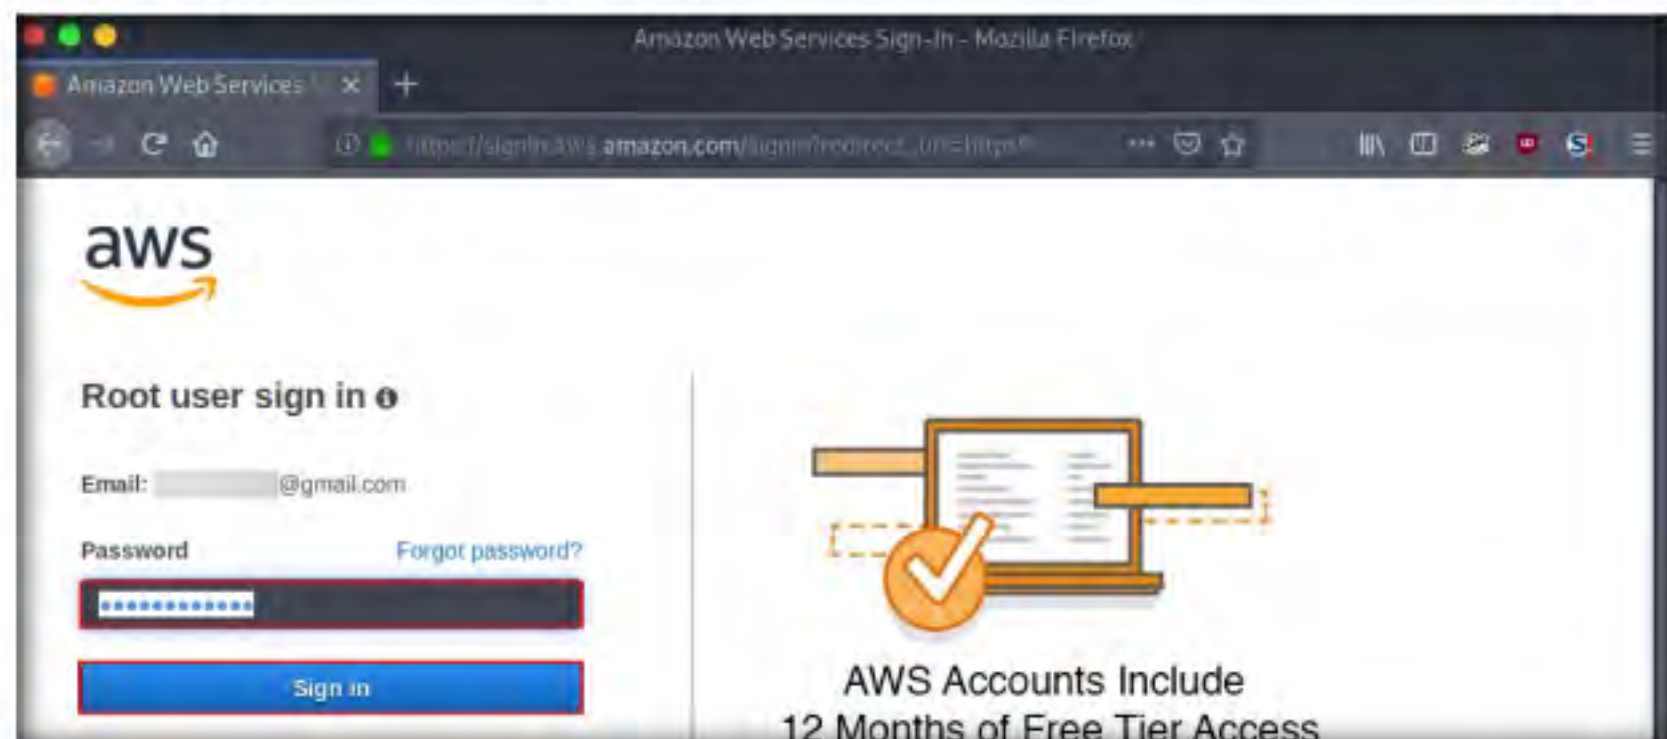 Amazon Web Services Sign-In - Mozilla Firefox
Amazon Web Services
amazon.com
aws
Root user sign in
Email: @gmail.com
Password Forgot password?
Sign in
AWS Accounts Include
12 Months of Free Tier Access